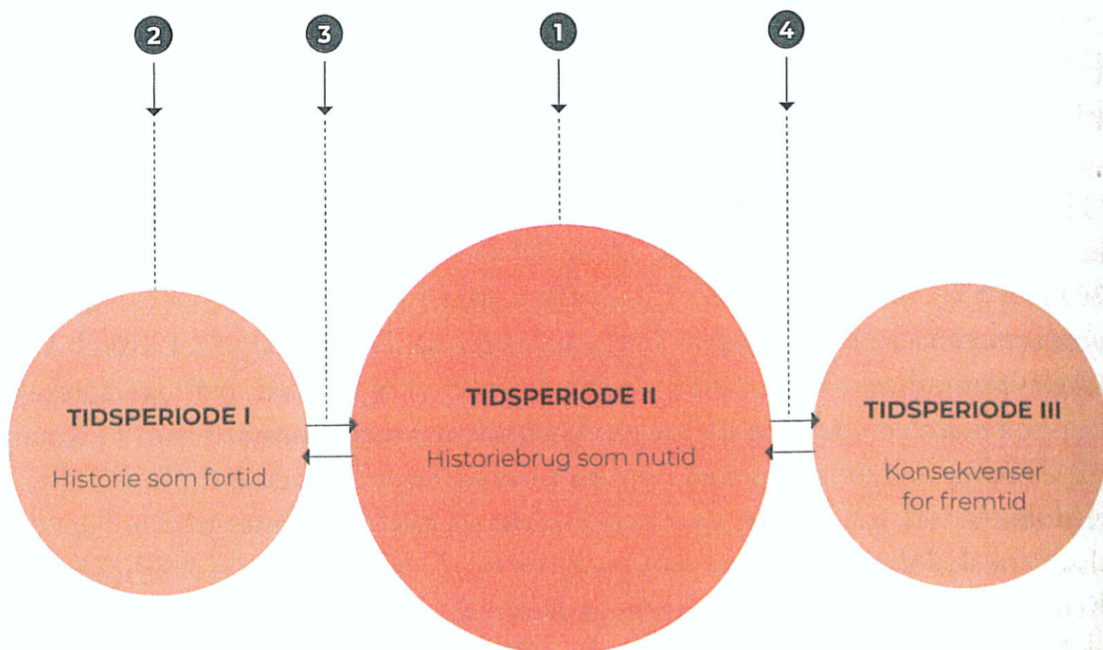 2
3
1
4
TIDSPERIODE I
Historie som fortid
TIDSPERIODE II
Historiebrug som nutid
TIDSPERIODE III
Konsekvenser
for fremtid